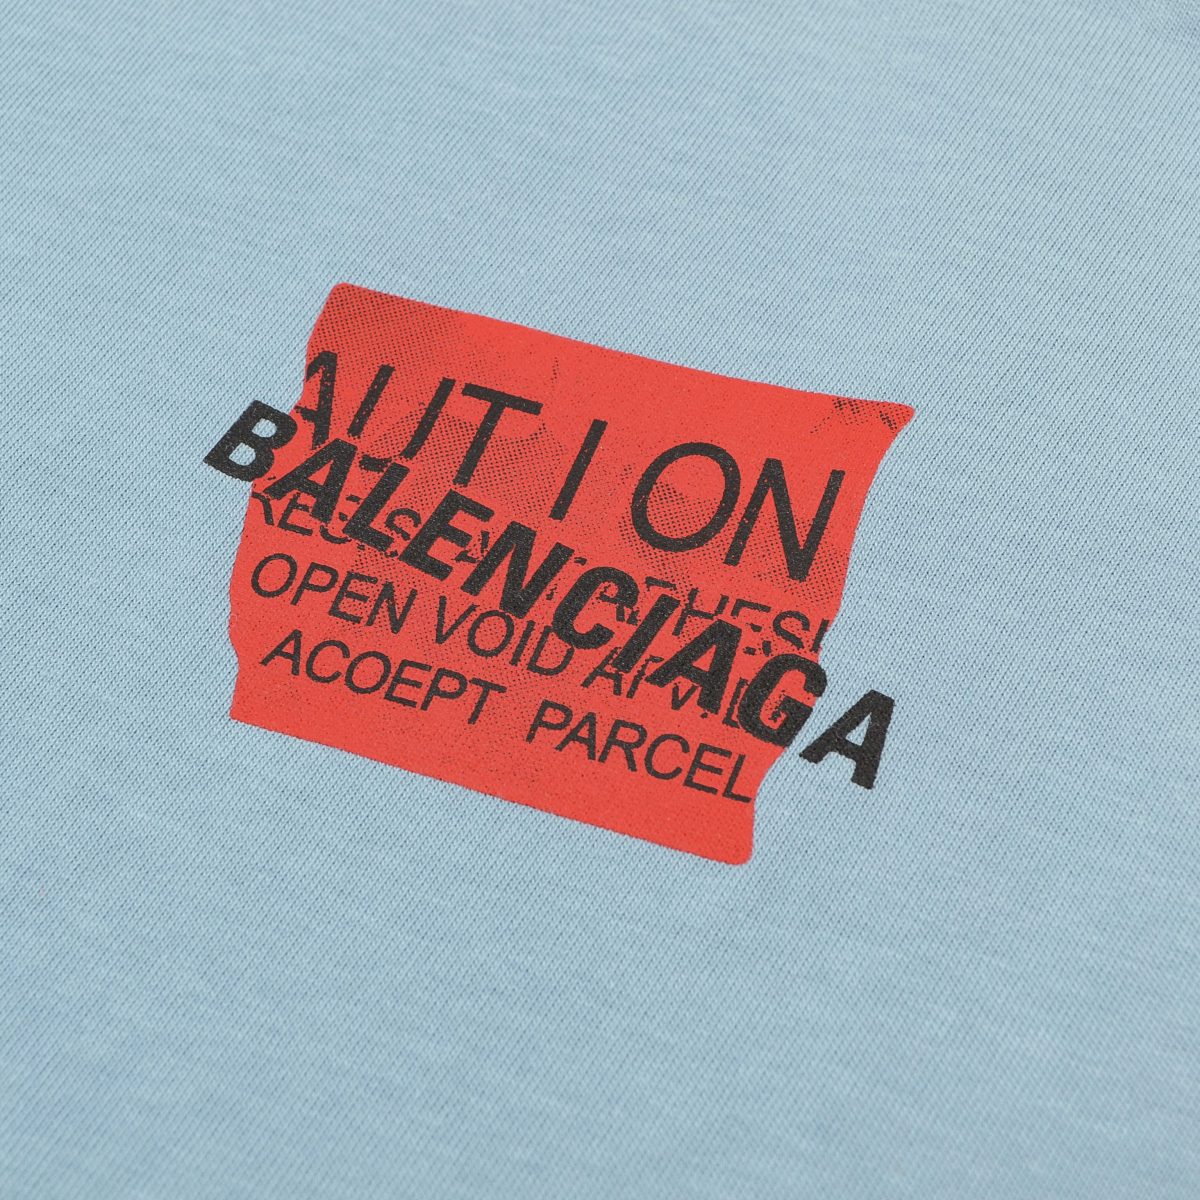 AUTION
BALENCIAGA
OPEN VOID
ACOEPT PARCEL